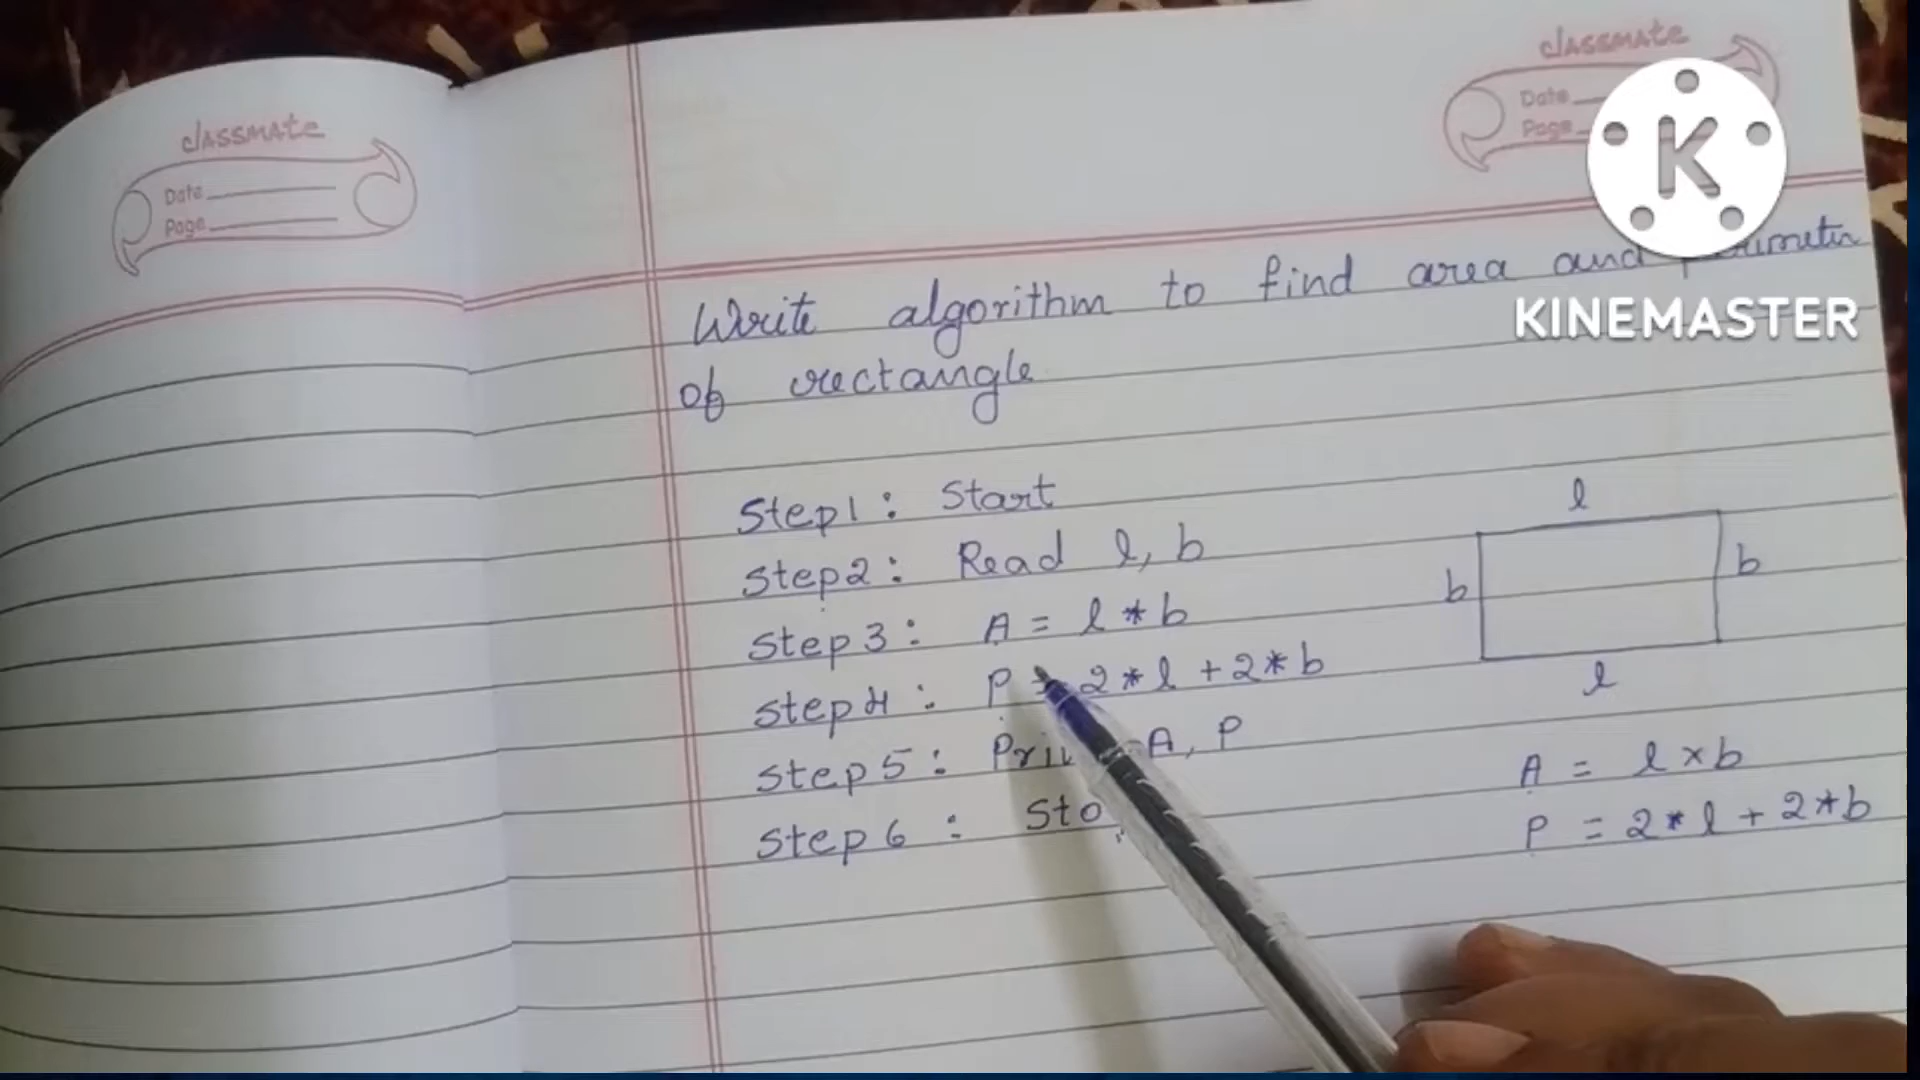 classmate
Date
Page
classmate
Date
Page
KINEMASTER
Write algorithm to find area and
of rectangle
Step1: Start
Step2: Read l, b
Step3: A = l * b
Step4: P = 2*l + 2*b
Step5: A, P
Step6:
l
b
b
l
A = l × b
P = 2*l + 2*b